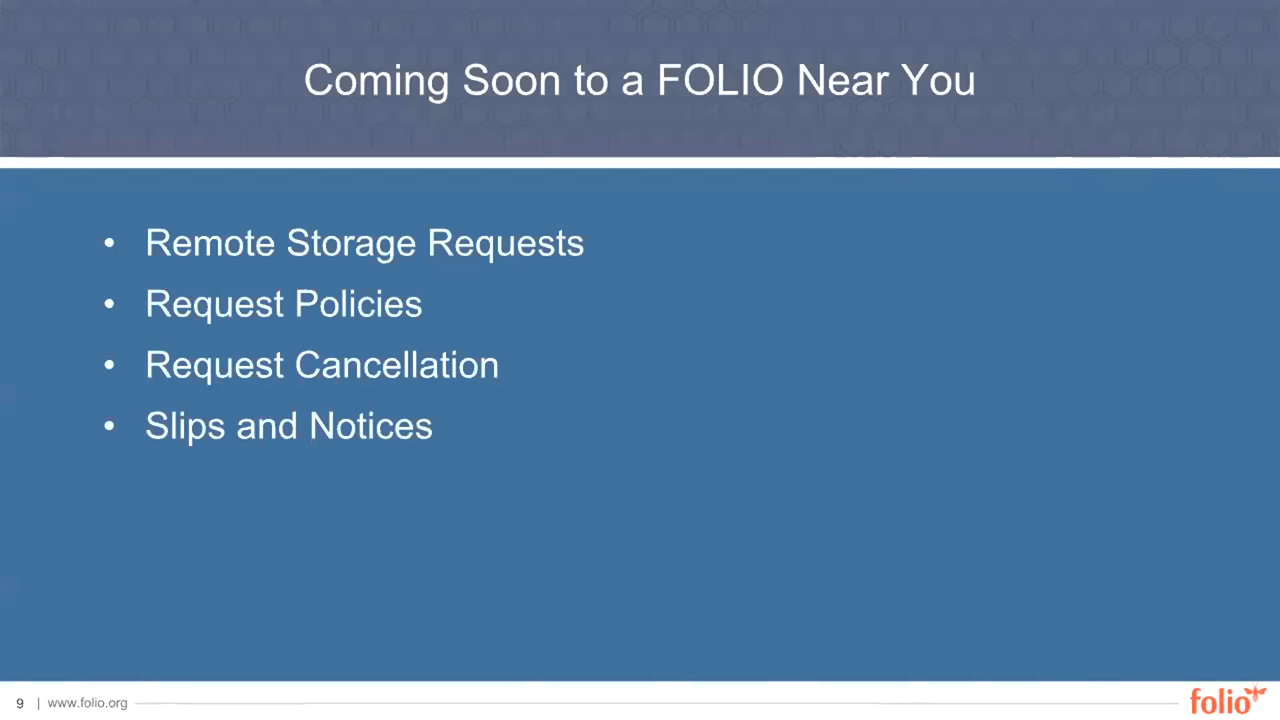 Coming Soon to a FOLIO Near You
• Remote Storage Requests
• Request Policies
• Request Cancellation
• Slips and Notices
9 | www.folio.org
folio